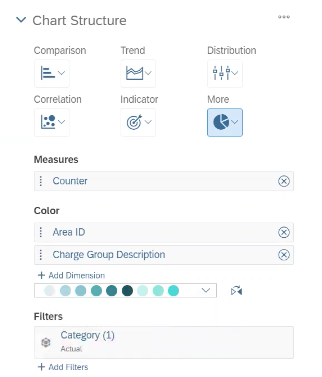 Chart Structure
Comparison Trend Distribution
Correlation Indicator More
Measures
Counter
Color
Area ID
Charge Group Description
+ Add Dimension
Filters
Category (1)
Actual
+ Add Filters